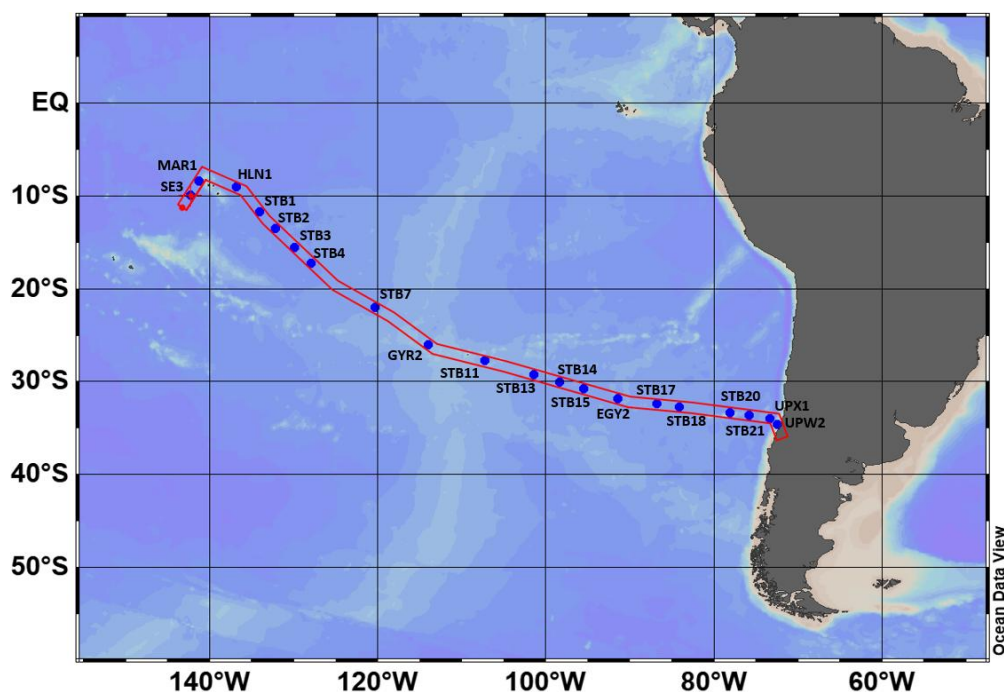 EQ
10°S
20°S
30°S
40°S
50°S
140°W
120°W
100°W
80°W
60°W
MAR1
SE3
HLN1
STB1
STB2
STB3
STB4
STB7
GYR2
STB11
STB13
STB14
STB15
EGY2
STB17
STB18
STB20
STB21
UPX1
UPW2
Ocean Data View